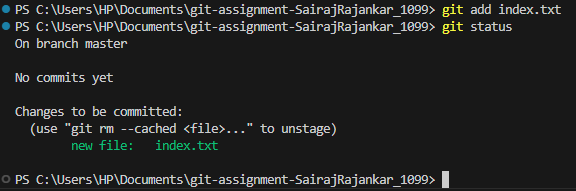 PS C:\Users\HP\Documents\git-assignment-SairajRajankar_1099> git add index.txt
PS C:\Users\HP\Documents\git-assignment-SairajRajankar_1099> git status
On branch master
No commits yet
Changes to be committed:
(use "git rm --cached <file>..." to unstage)
new file: index.txt
PS C:\Users\HP\Documents\git-assignment-SairajRajankar_1099>